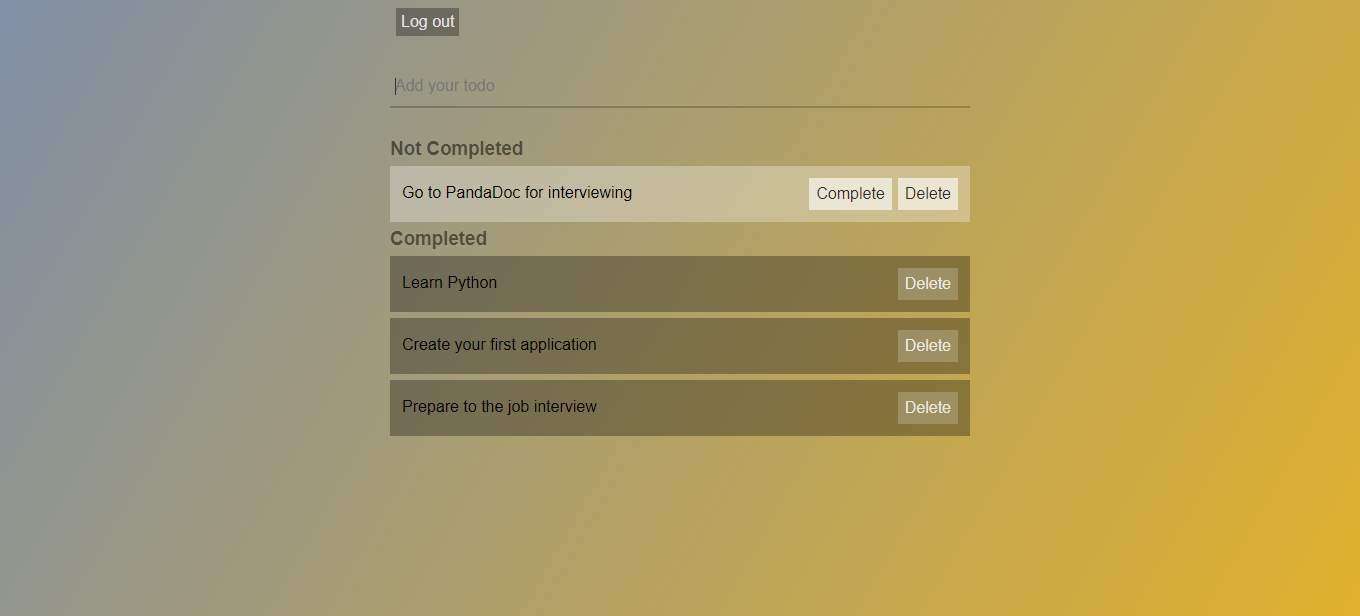 Log out
Add your todo
Not Completed
Go to PandaDoc for interviewing Complete Delete
Completed
Learn Python Delete
Create your first application Delete
Prepare to the job interview Delete